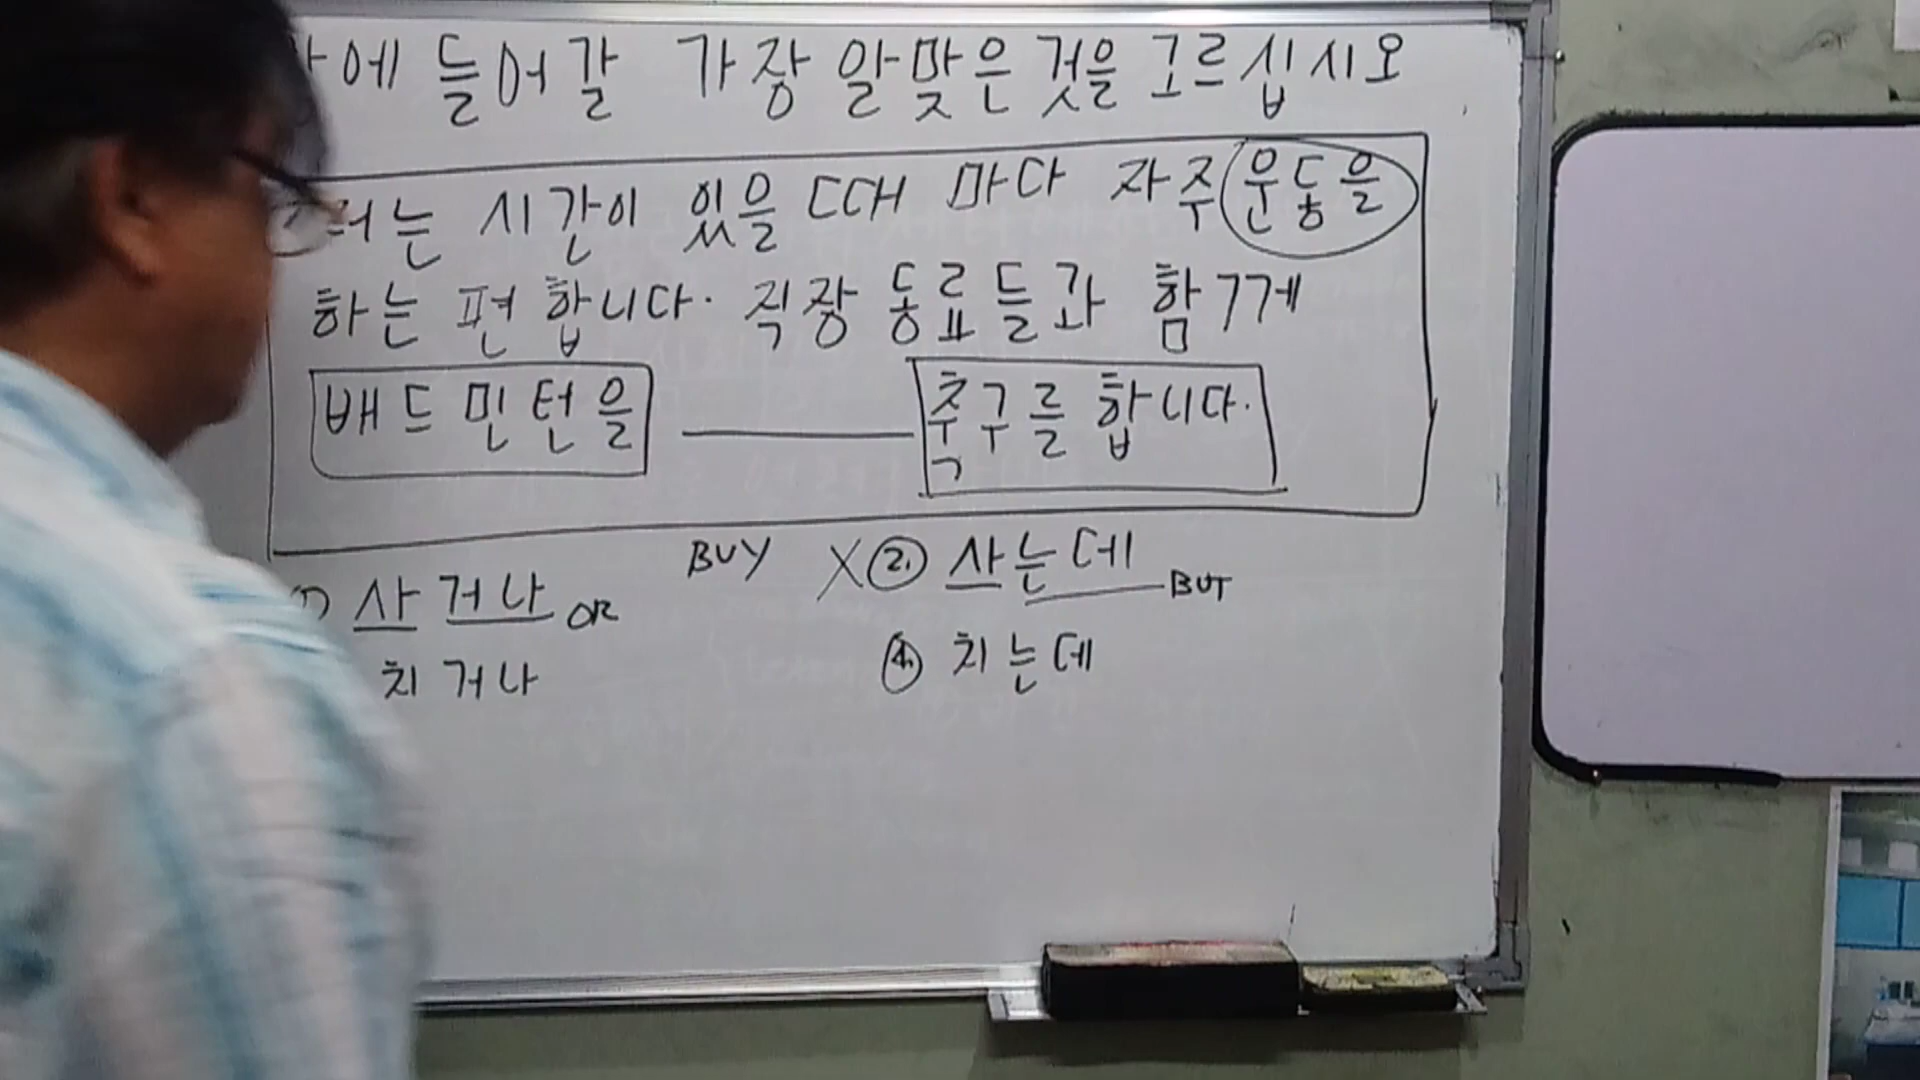 에 들어갈 가장 알맞은 것을 고르십시오
저는 시간이 있을 때 마다 자주 운동을
하는 편 합니다. 직장 동료들과 함께
배드민턴을 ______ 축구를 합니다.
1) 사거나 OR BUY X ②. 사는데 BUT
치거나 ④. 치는데